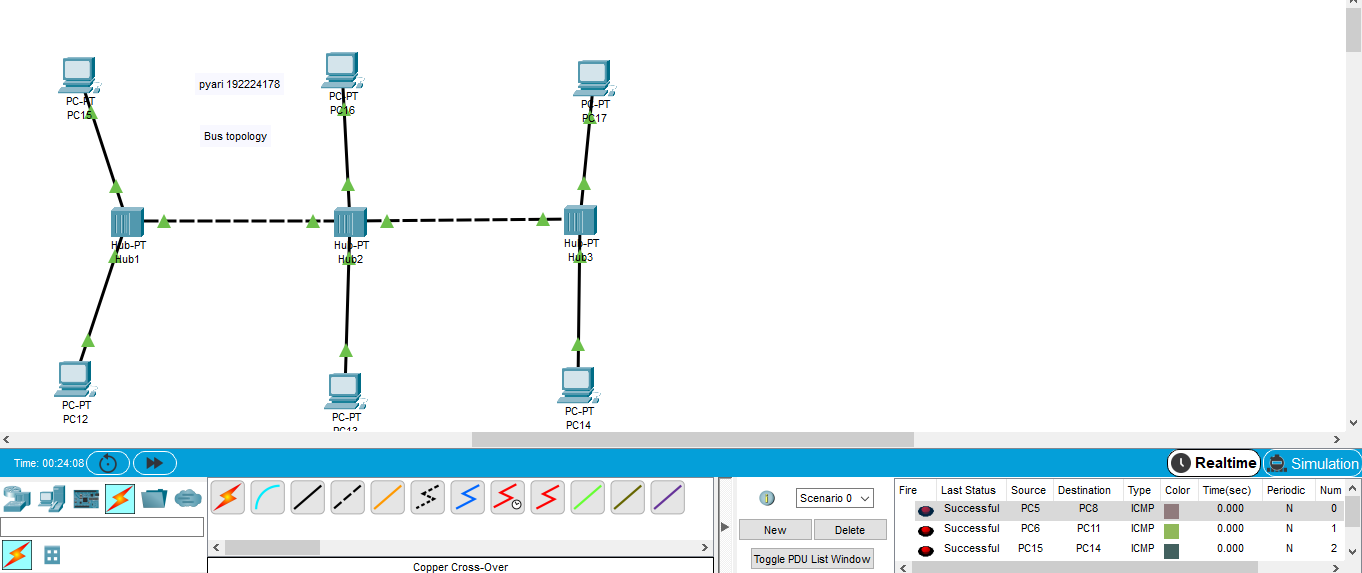 pyari 192224178
Bus topology
PC-PT
PC15
PC-PT
PC16
PC-PT
PC17
Hub-PT
Hub1
Hub-PT
Hub2
Hub-PT
Hub3
PC-PT
PC12
PC-PT
PC13
PC-PT
PC14
Time: 00:24:08
Realtime
Simulation
Scenario 0
New
Delete
Toggle PDU List Window
Copper Cross-Over
Fire Last Status Source Destination Type Color Time(sec) Periodic Num
Successful PC5 PC8 ICMP 0.000 N 0
Successful PC6 PC11 ICMP 0.000 N 1
Successful PC15 PC14 ICMP 0.000 N 2